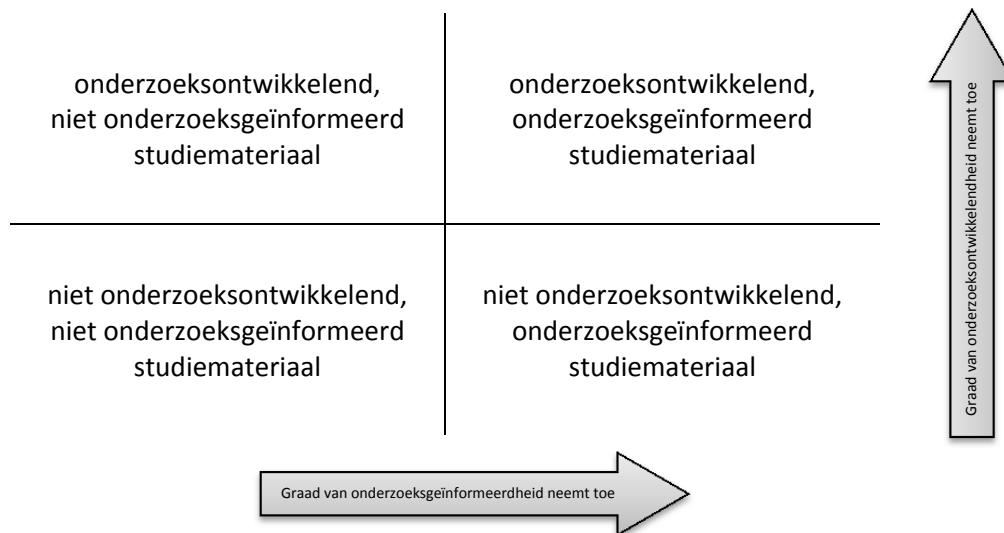 onderzoeksontwikkelend,
niet onderzoeksgeïnformeerd
studiemateriaal
onderzoeksontwikkelend,
onderzoeksgeïnformeerd
studiemateriaal
niet onderzoeksontwikkelend,
niet onderzoeksgeïnformeerd
studiemateriaal
niet onderzoeksontwikkelend,
onderzoeksgeïnformeerd
studiemateriaal
Graad van onderzoeksontwikkelendheid neemt toe
Graad van onderzoeksgeïnformeerdheid neemt toe